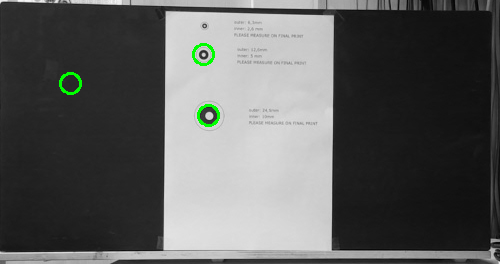 outer: 6,5mm
inner: 2,6 mm
PLEASE MEASURE ON FINAL PRINT
outer: 12,5mm
inner: 5 mm
PLEASE MEASURE ON FINAL PRINT
outer: 24,4mm
inner: 10mm
PLEASE MEASURE ON FINAL PRINT